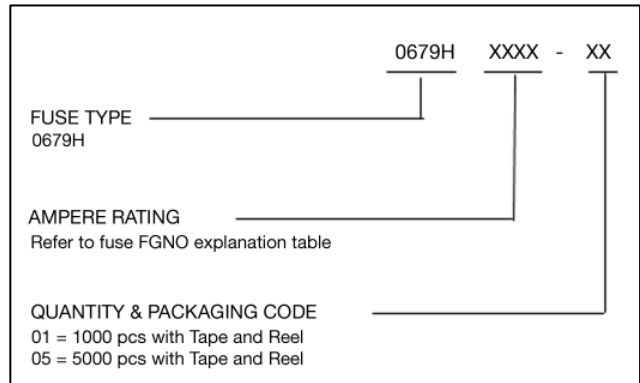 0679H XXXX - XX
FUSE TYPE
0679H
AMPERE RATING
Refer to fuse FGNO explanation table
QUANTITY & PACKAGING CODE
01 = 1000 pcs with Tape and Reel
05 = 5000 pcs with Tape and Reel